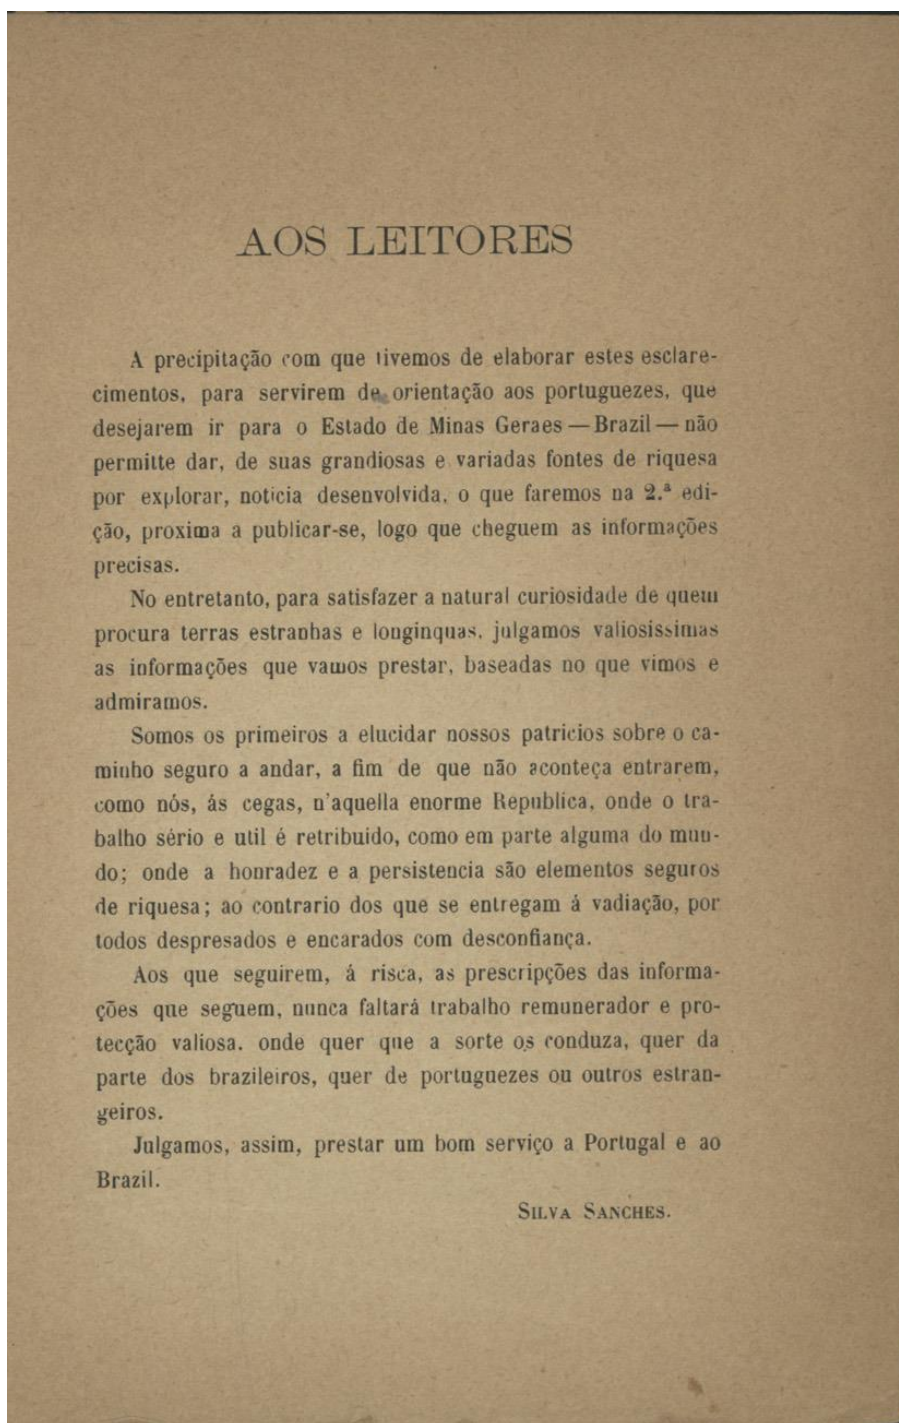 AOS LEITORES
A precipitação com que tivemos de elaborar estes esclare-
cimentos, para servirem de orientação aos portuguezes, que
desejarem ir para o Estado de Minas Geraes — Brazil — não
permitte dar, de suas grandiosas e variadas fontes de riquesa
por explorar, noticia desenvolvida, o que faremos na 2.ª edi-
ção, proxima a publicar-se, logo que cheguem as informações
precisas.
No entretanto, para satisfazer a natural curiosidade de quem
procura terras estranhas e longinquas, julgamos valiosissimas
as informações que vamos prestar, baseadas no que vimos e
admiramos.
Somos os primeiros a elucidar nossos patricios sobre o ca-
minho seguro a andar, a fim de que não aconteça entrarem,
como nós, ás cegas, n'aquella enorme Republica, onde o tra-
balho sério e util é retribuido, como em parte alguma do mun-
do; onde a honradez e a persistencia são elementos seguros
de riquesa; ao contrario dos que se entregam á vadiação, por
todos despresados e encarados com desconfiança.
Aos que seguirem, á risca, as prescripções das informa-
ções que seguem, nunca faltará trabalho remunerador e pro-
tecção valiosa, onde quer que a sorte os conduza, quer da
parte dos brazileiros, quer de portuguezes ou outros estran-
geiros.
Julgamos, assim, prestar um bom serviço a Portugal e ao
Brazil.
SILVA SANCHES.